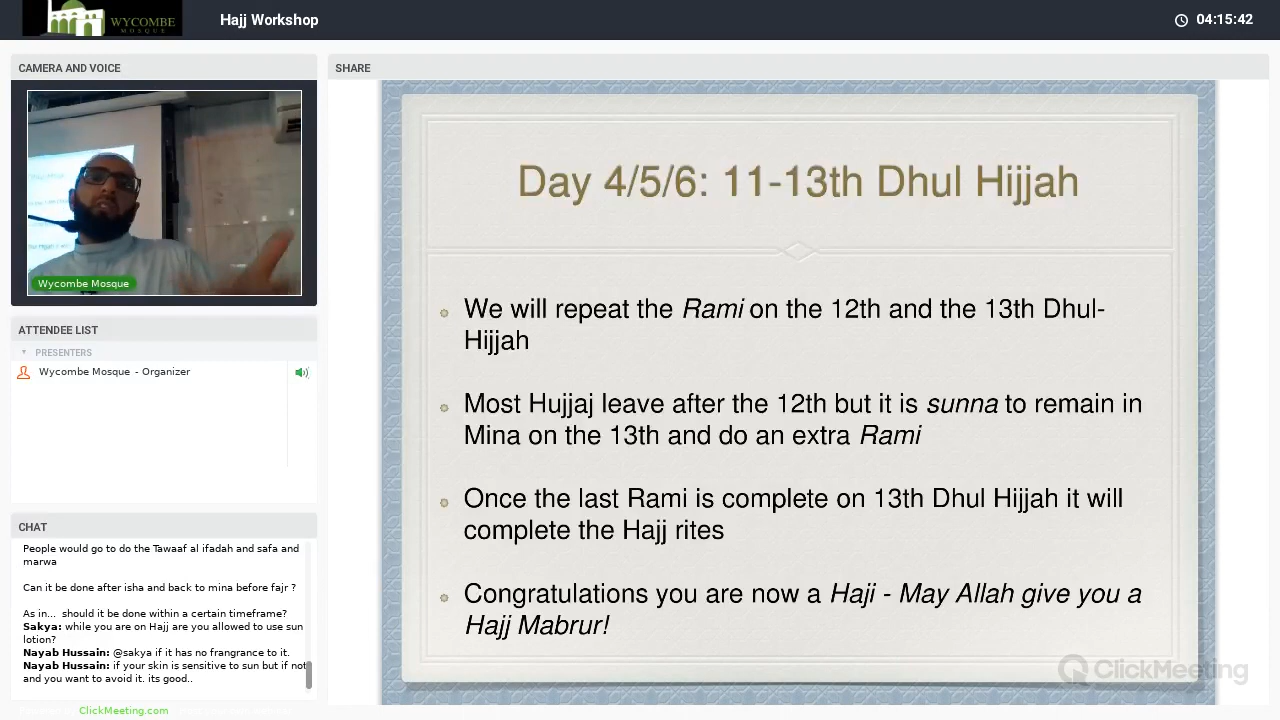 WYCOMBE
MOSQUE
Hajj Workshop
04:15:42
CAMERA AND VOICE
Wycombe Mosque
ATTENDEE LIST
PRESENTERS
Wycombe Mosque - Organizer
CHAT
People would go to do the Tawaaf al ifadah and safa and
marwa
Can it be done after isha and back to mina before fajr ?
As in... should it be done within a certain timeframe?
Sakya: while you are on Hajj are you allowed to use sun
lotion?
Nayab Hussain: @sakya if it has no frangrance to it.
Nayab Hussain: if your skin is sensitive to sun but if not
and you want to avoid it. its good..
ClickMeeting.com
SHARE
Day 4/5/6: 11-13th Dhul Hijjah
We will repeat the Rami on the 12th and the 13th Dhul-
Hijjah
Most Hujjaj leave after the 12th but it is sunna to remain in
Mina on the 13th and do an extra Rami
Once the last Rami is complete on 13th Dhul Hijjah it will
complete the Hajj rites
Congratulations you are now a Haji - May Allah give you a
Hajj Mabrur!
ClickMeeting